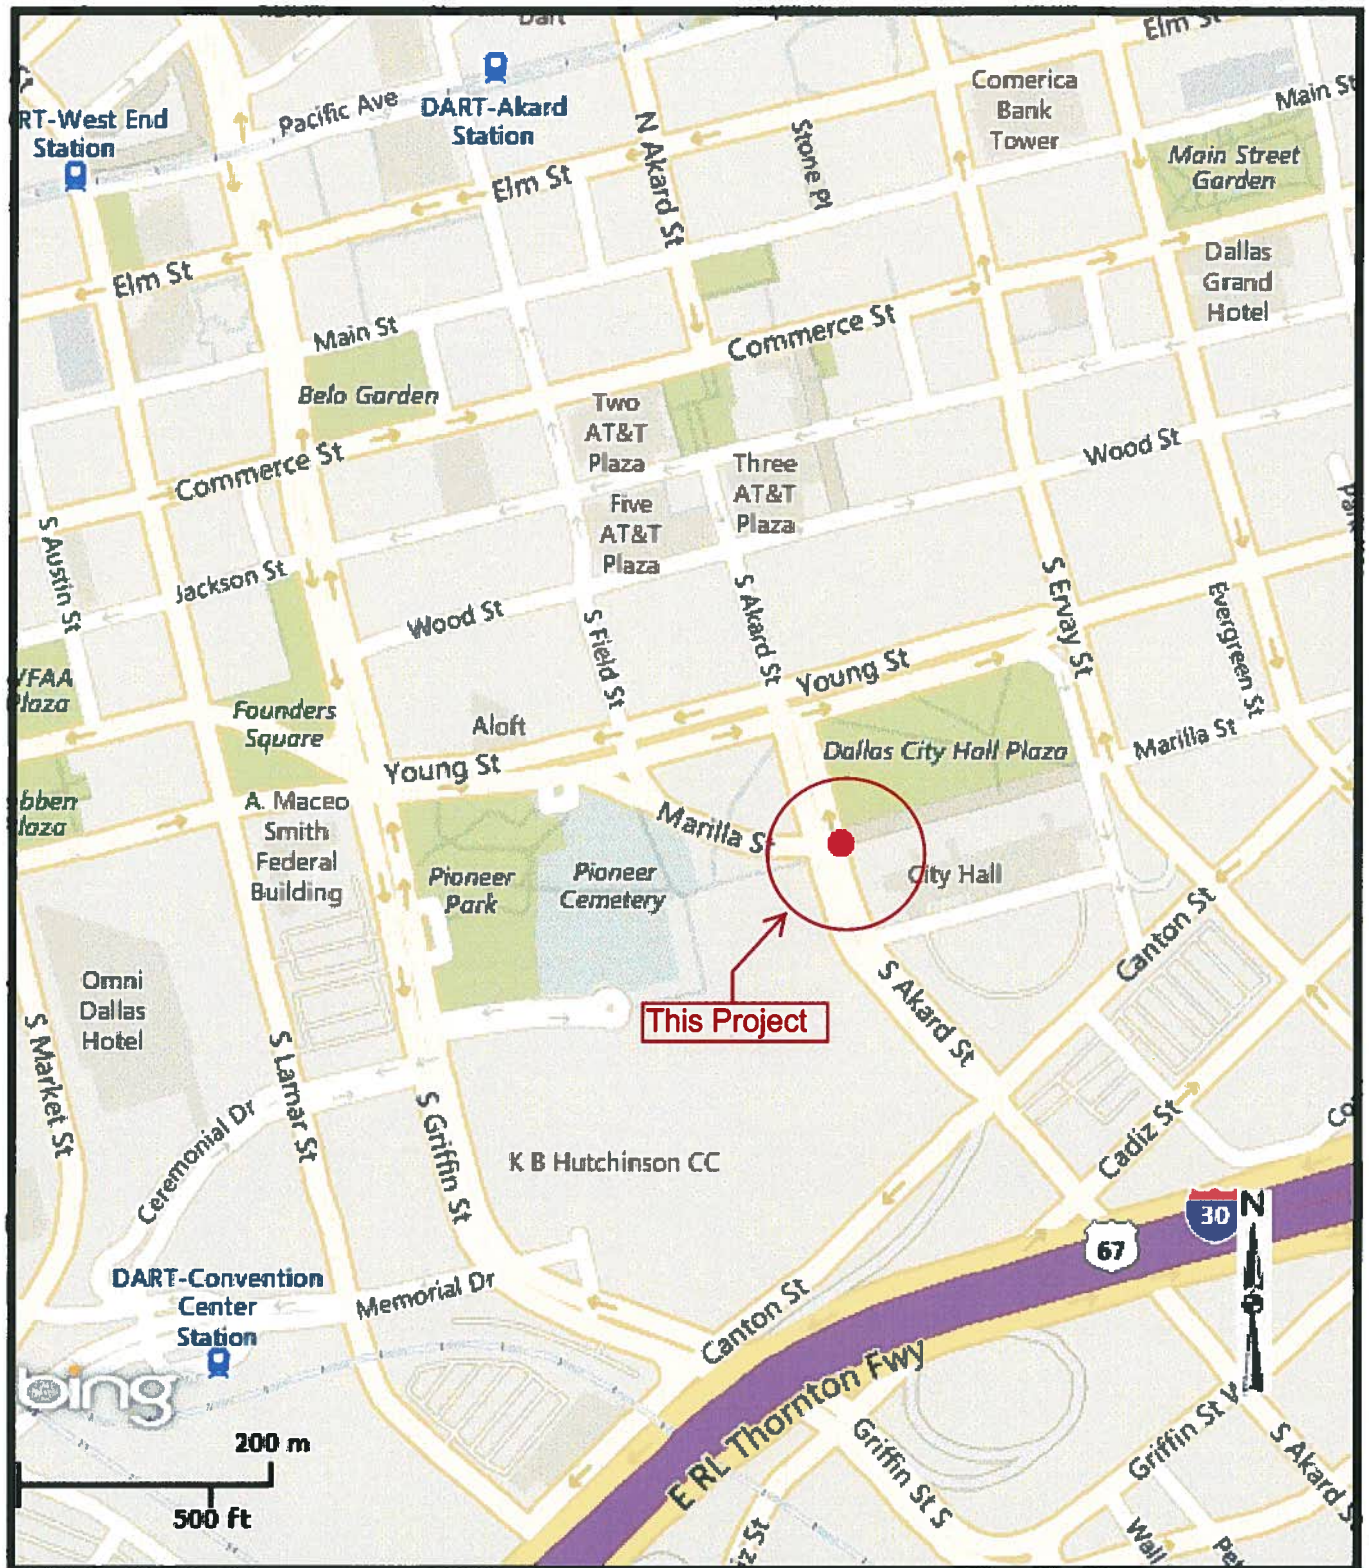 Dart
Elm St
Comerica
Bank
Tower
Main St
DART-Akard
Station
Pacific Ave
RT-West End
Station
N Akard St
Stone Pl
Main Street
Garden
Elm St
Elm St
Dallas
Grand
Hotel
Main St
Commerce St
Belo Garden
Two
AT&T
Plaza
Commerce St
Wood St
Three
AT&T
Plaza
Five
AT&T
Plaza
S Austin St
Jackson St
Wood St
S Field St
S Akard St
S Ervay St
Evergreen St
Young St
Founders
Square
Aloft
Dallas City Hall Plaza
Marilla St
Young St
A. Maceo
Smith
Federal
Building
Marilla St
Pioneer
Park
Pioneer
Cemetery
City Hall
Canton St
Omni
Dallas
Hotel
S Akard St
This Project
S Market St
S Lamar St
S Griffin St
Ceremonial Dr
K B Hutchinson CC
Cadiz St
Co
30
N
67
DART-Convention
Center
Station
Memorial Dr
Canton St
E RL Thornton Fwy
bing
Griffin St S
Griffin St W
S Akard S
200 m
500 ft
iz St
Wall
Pe